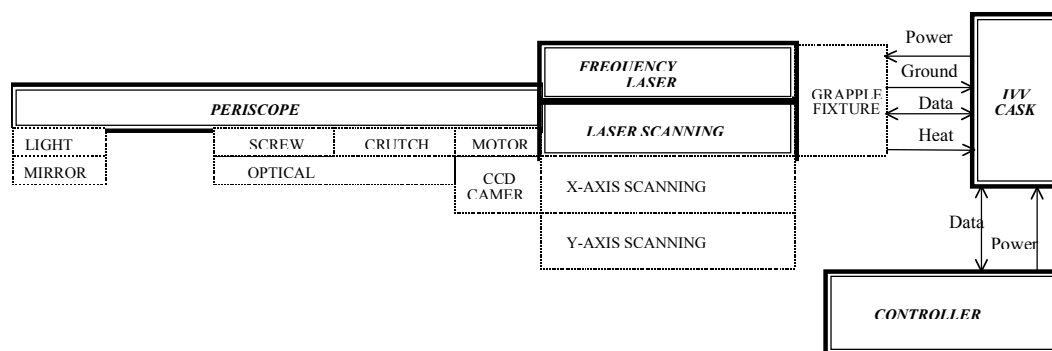 FREQUENCY
LASER
PERISCOPE
LASER SCANNING
LIGHT
SCREW
CRUTCH
MOTOR
MIRROR
OPTICAL
CCD
CAMER
X-AXIS SCANNING
Y-AXIS SCANNING
GRAPPLE
FIXTURE
Power
Ground
Data
Heat
IVV
CASK
Data
Power
CONTROLLER